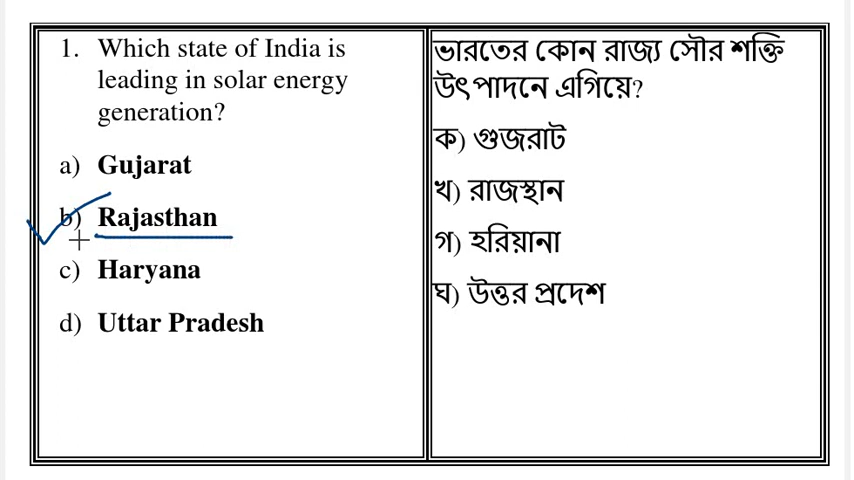 1. Which state of India is
leading in solar energy
generation?
a) Gujarat
b) Rajasthan
c) Haryana
d) Uttar Pradesh
ভারতের কোন রাজ্য সৌর শক্তি
উৎপাদনে এগিয়ে?
ক) গুজরাট
খ) রাজস্থান
গ) হরিয়ানা
ঘ) উত্তর প্রদেশ